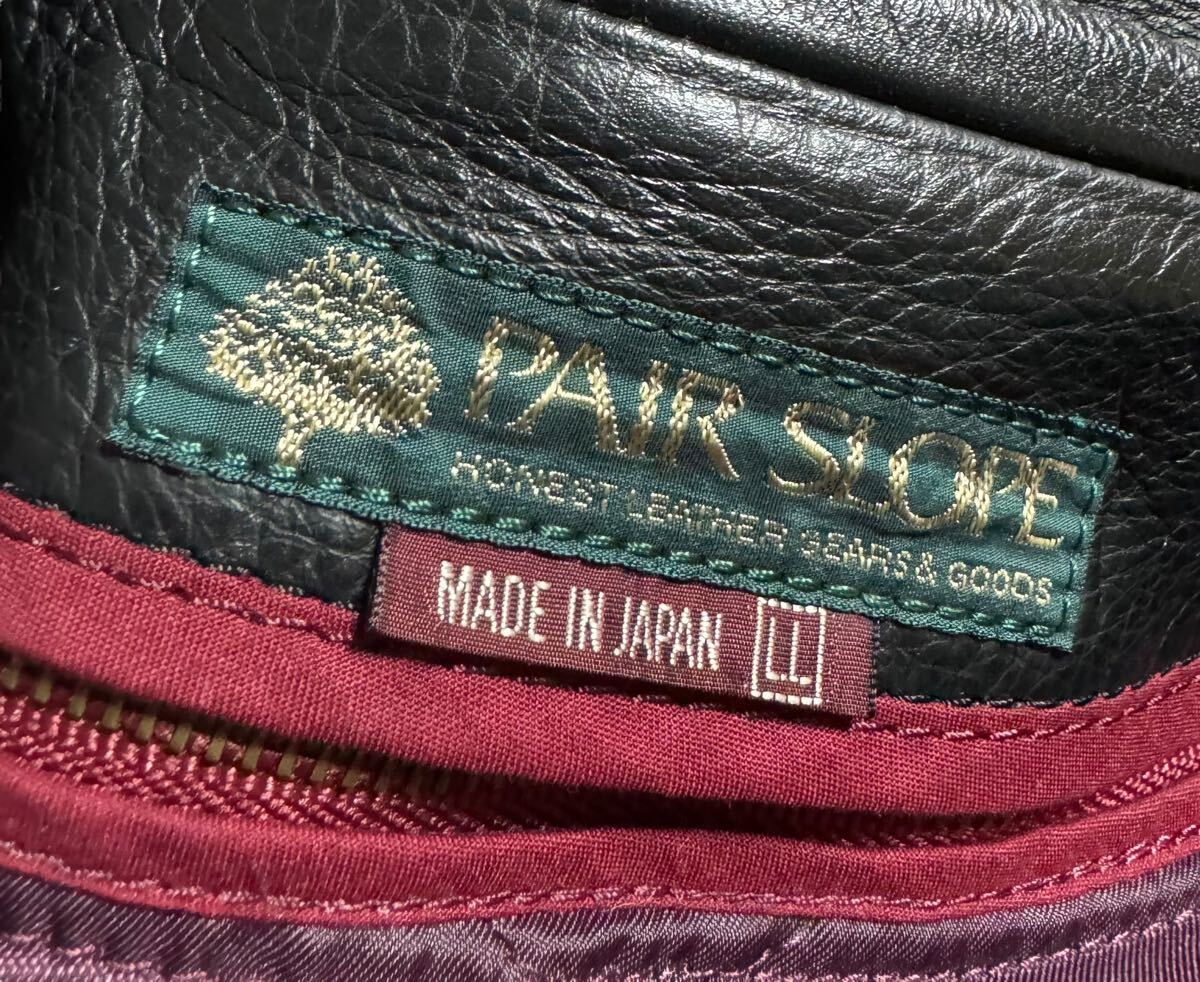 PAIR SLOPE
HONEST LEATHER GEARS & GOODS
MADE IN JAPAN LL